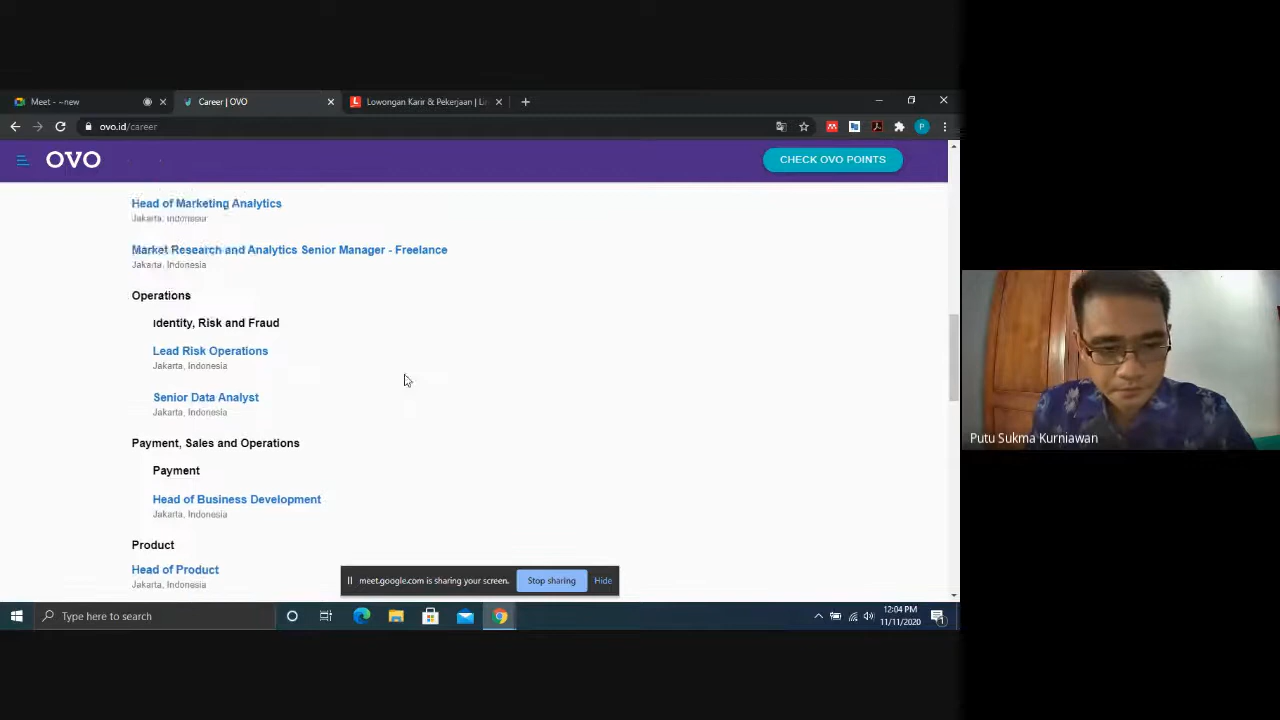 Meet - ~new
Career | OVO
Lowongan Karir & Pekerjaan | Li
ovo.id/career
P
OVO
CHECK OVO POINTS
Head of Marketing Analytics
Jakarta, Indonesia
Market Research and Analytics Senior Manager - Freelance
Jakarta, Indonesia
Operations
Identity, Risk and Fraud
Lead Risk Operations
Jakarta, Indonesia
Senior Data Analyst
Jakarta, Indonesia
Payment, Sales and Operations
Payment
Head of Business Development
Jakarta, Indonesia
Product
Head of Product
Jakarta, Indonesia
meet.google.com is sharing your screen.
Stop sharing
Hide
Type here to search
12:04 PM
11/11/2020
1
Putu Sukma Kurniawan